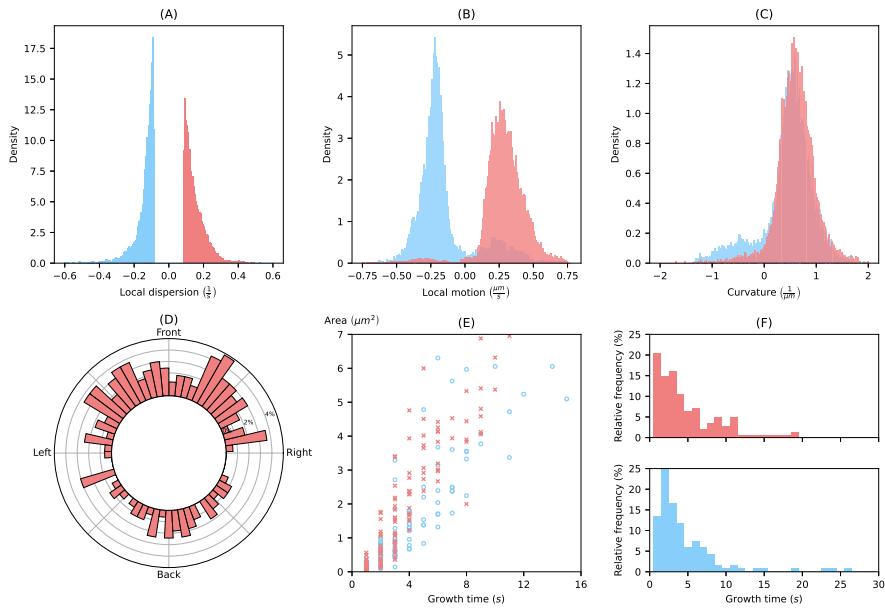 (A)
Density
17.5
15.0
12.5
10.0
7.5
5.0
2.5
0.0
−0.6 −0.4 −0.2 0.0 0.2 0.4 0.6
Local dispersion (1/s)
(B)
Density
5
4
3
2
1
0
−0.75 −0.50 −0.25 0.00 0.25 0.50 0.75
Local motion (μm/s)
(C)
Density
1.4
1.2
1.0
0.8
0.6
0.4
0.2
0.0
−2 −1 0 1 2
Curvature (1/μm)
(D)
Front
Left
Right
Back
2%
4%
(E)
Area (μm²)
7
6
5
4
3
2
1
0
0 4 8 12 16
Growth time (s)
(F)
Relative frequency (%)
25
20
15
10
5
0
Relative frequency (%)
25
20
15
10
5
0
0 5 10 15 20 25 30
Growth time (s)